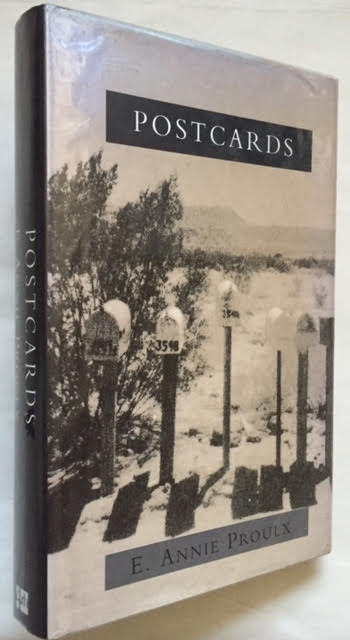 POSTCARDS
3548
E. ANNIE PROULX
POSTCARDS